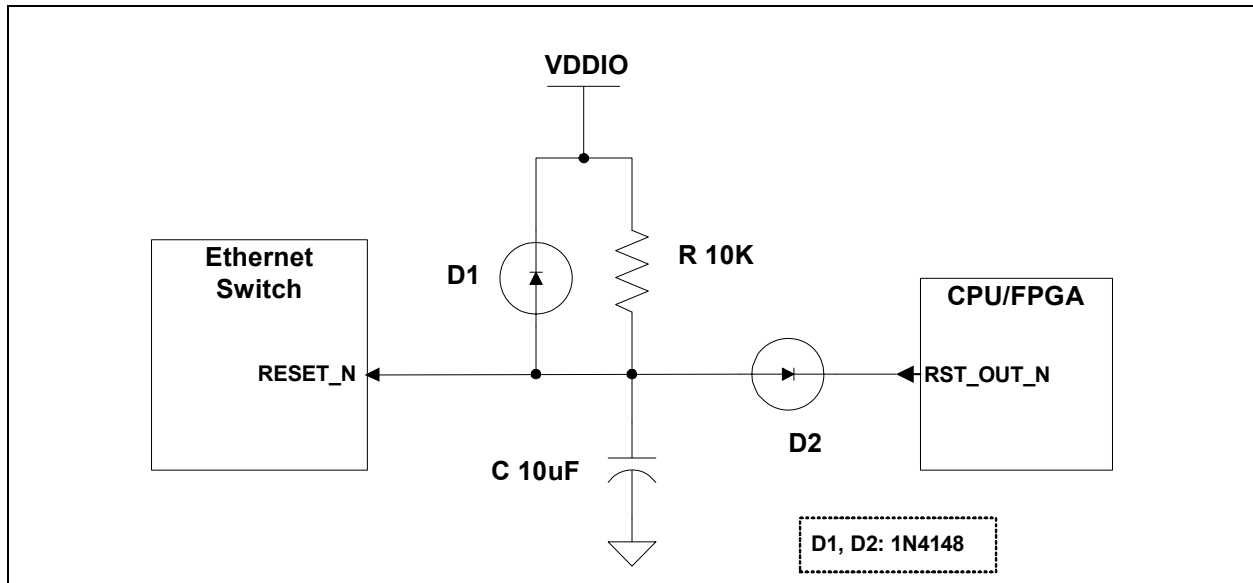 VDDIO
Ethernet
Switch
D1
R 10K
CPU/FPGA
RESET_N
RST_OUT_N
D2
C 10uF
D1, D2: 1N4148